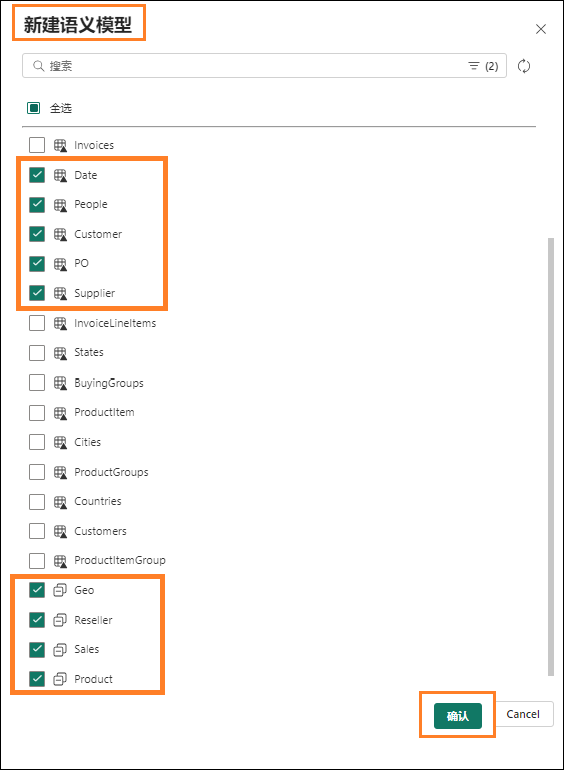 新建语义模型
搜索 (2)
全选
Invoices
Date
People
Customer
PO
Supplier
InvoiceLineItems
States
BuyingGroups
ProductItem
Cities
ProductGroups
Countries
Customers
ProductItemGroup
Geo
Reseller
Sales
Product
确认 Cancel